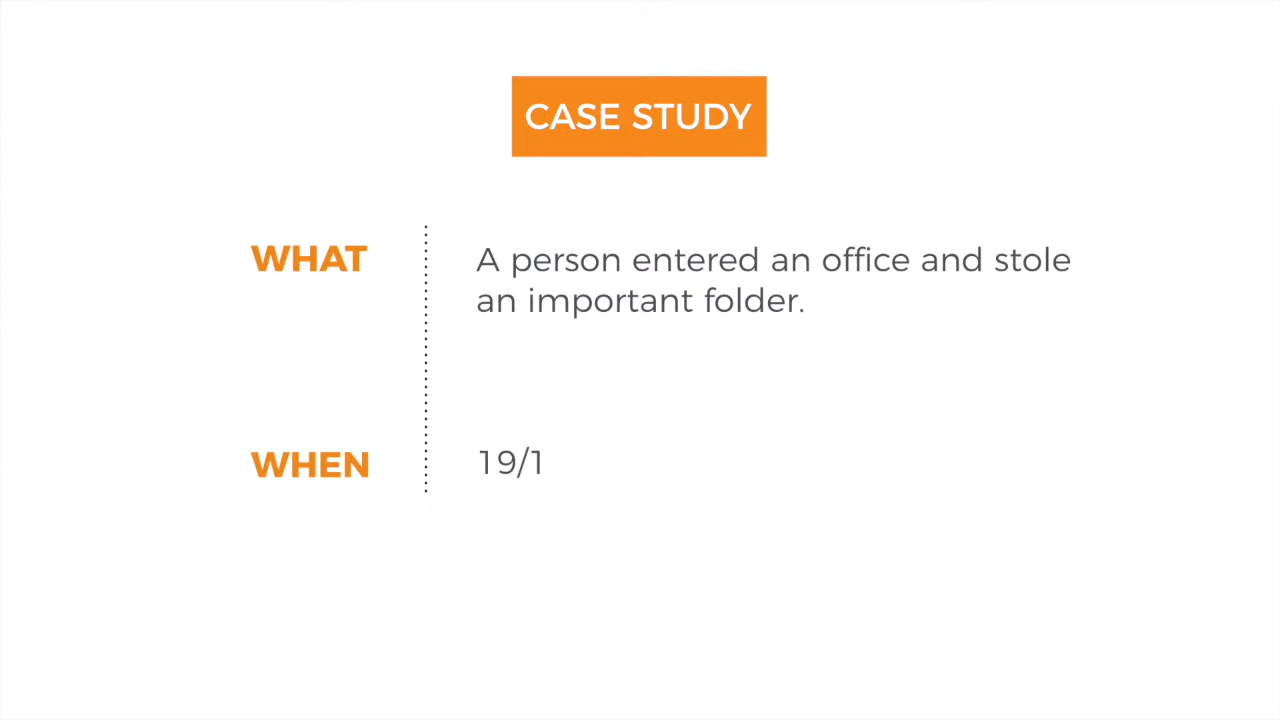 CASE STUDY
WHAT
A person entered an office and stole
an important folder.
WHEN
19/1